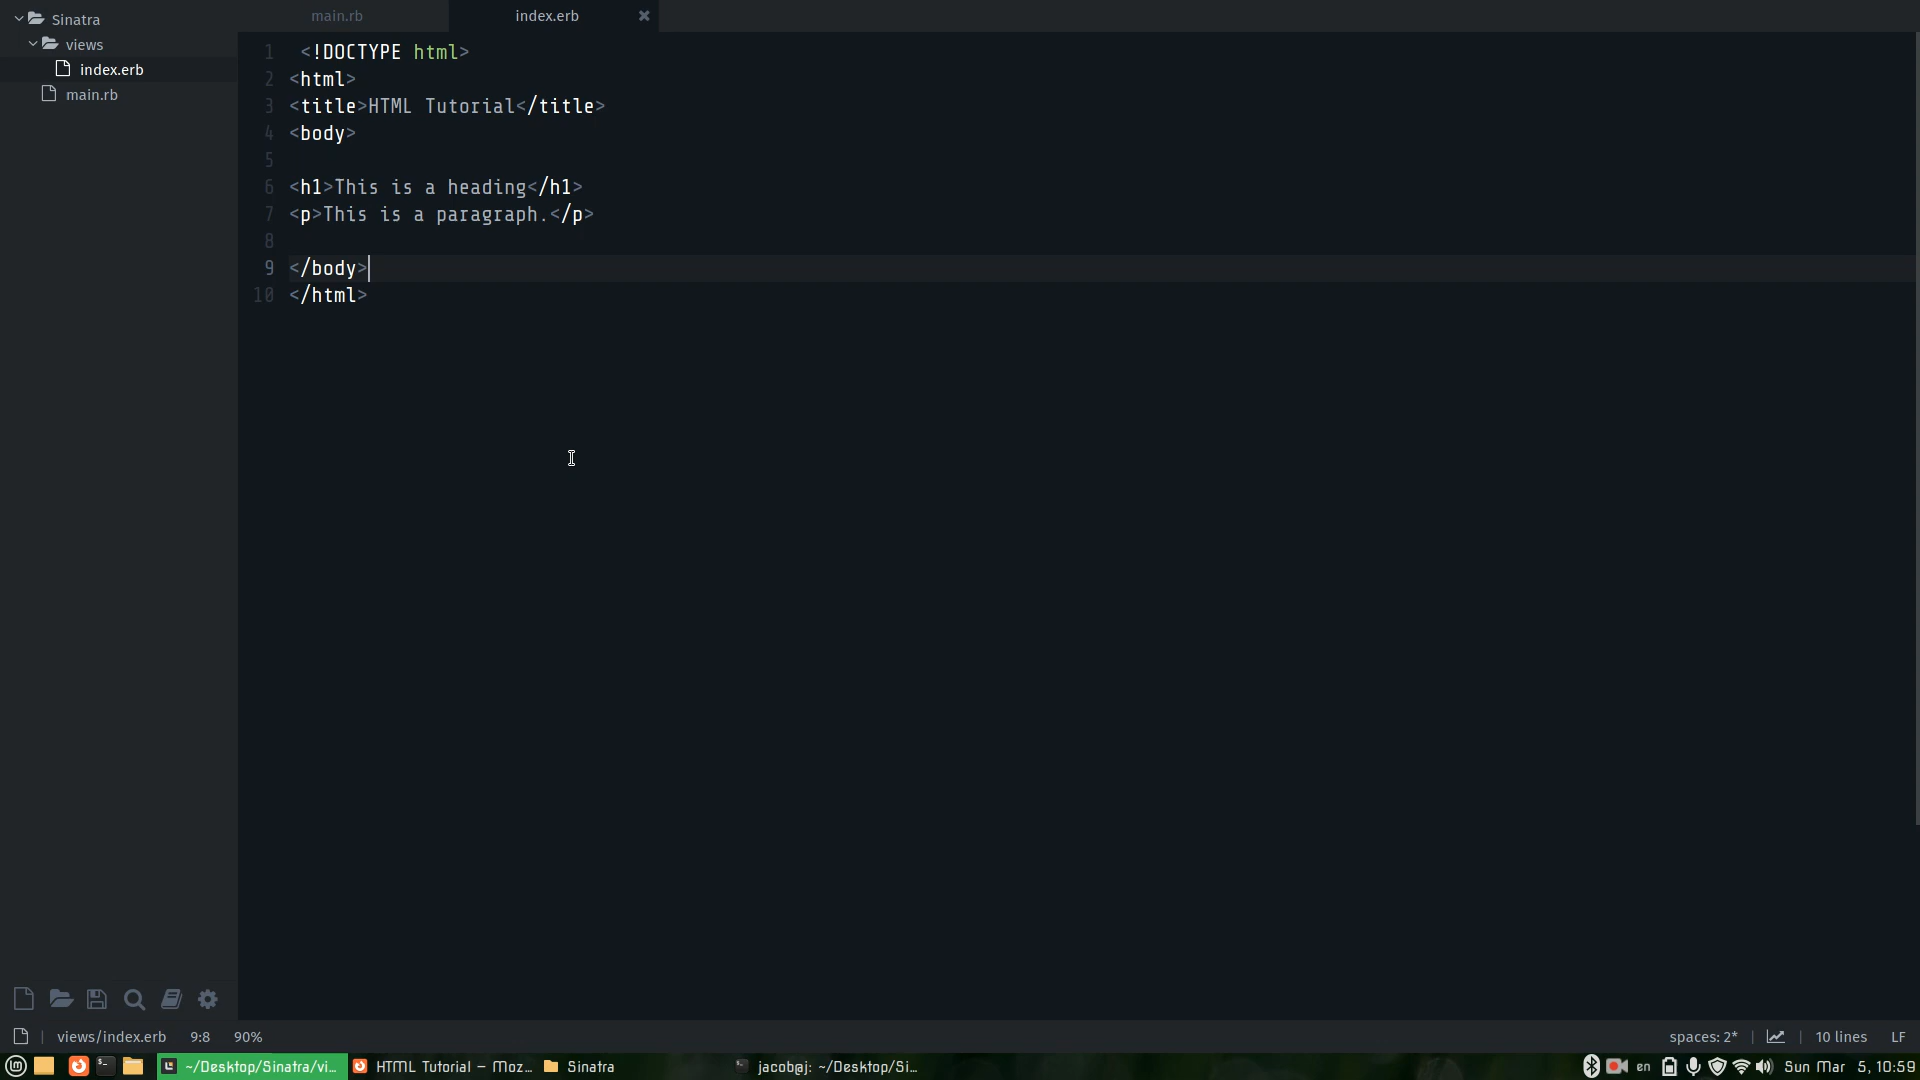 Sinatra
views
index.erb
main.rb
main.rb
index.erb
1 <!DOCTYPE html>
2 <html>
3 <title>HTML Tutorial</title>
4 <body>
5
6 <h1>This is a heading</h1>
7 <p>This is a paragraph.</p>
8
9 </body>
10 </html>
views/index.erb 9:8 90%
spaces: 2* 10 lines LF
~/Desktop/Sinatra/vi...
HTML Tutorial — Moz...
Sinatra
jacob@j: ~/Desktop/Si...
en
Sun Mar 5, 10:59